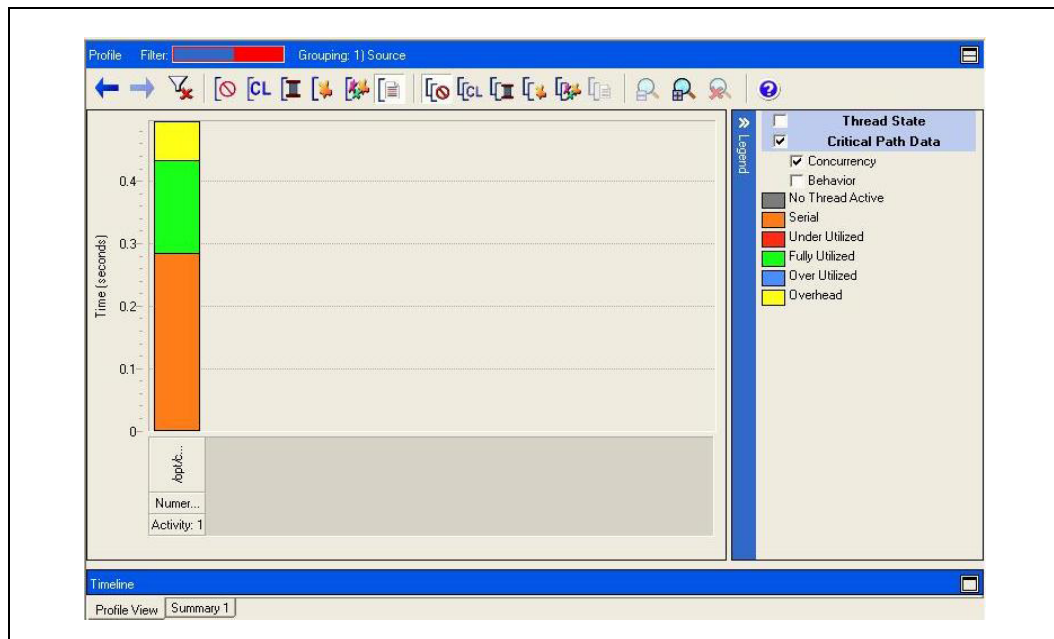 Profile Filter: Grouping: 1) Source
CL CL
Time (seconds)
0.4
0.3
0.2
0.1
0
/opt/c...
Numer...
Activity: 1
Legend
Thread State
Critical Path Data
Concurrency
Behavior
No Thread Active
Serial
Under Utilized
Fully Utilized
Over Utilized
Overhead
Timeline
Profile View Summary 1